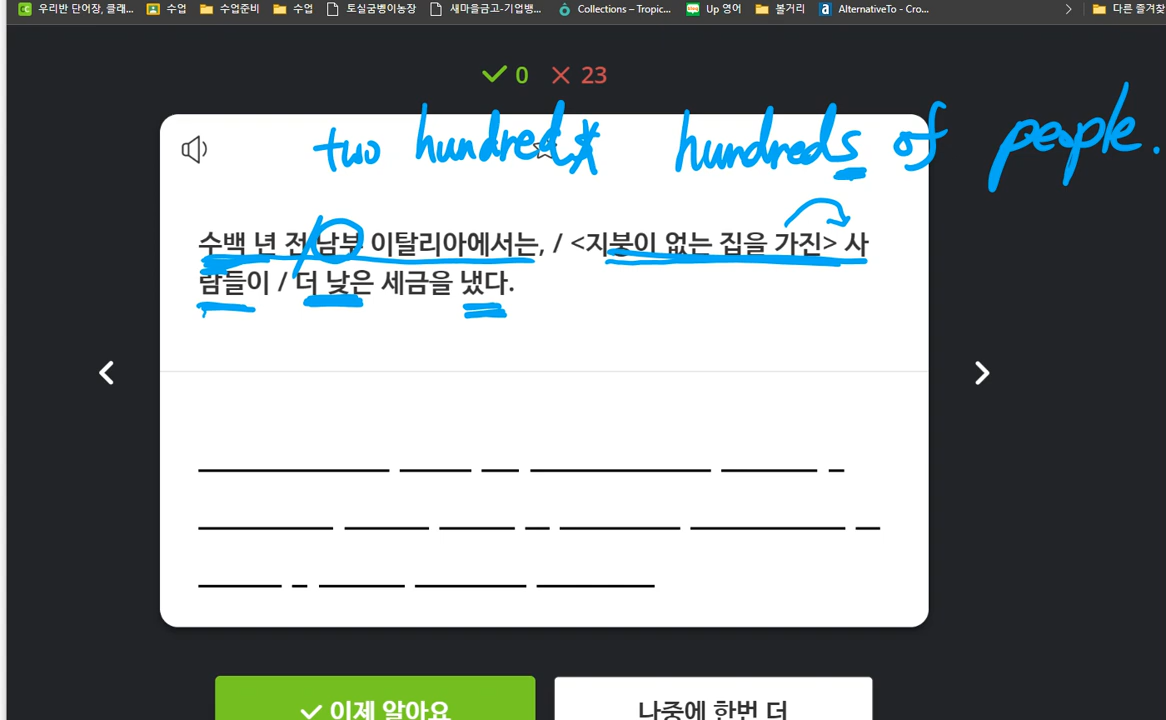 우리반 단어장, 클래... 수업 수업준비 수업 토실굼벵이농장 새마을금고-기업뱅... Collections – Tropic... Up 영어 볼거리 AlternativeTo - Cro... 다른 즐겨찾
0 23
two hundred hundreds of people.
수백 년 전 남부 이탈리아에서는, / <지붕이 없는 집을 가진> 사
람들이 / 더 낮은 세금을 냈다.
이제 알아요 나중에 한번 더